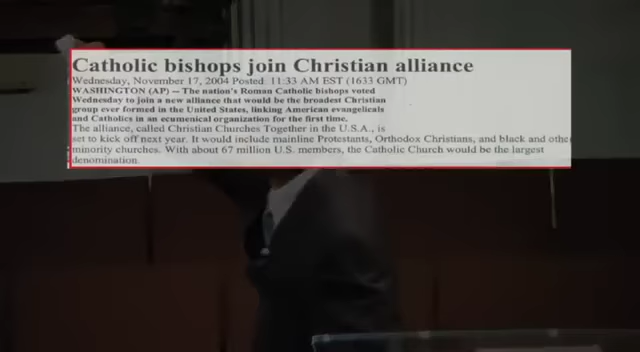 Catholic bishops join Christian alliance
Wednesday, November 17, 2004 Posted: 11:33 AM EST (1633 GMT)
WASHINGTON (AP) — The nation's Roman Catholic bishops voted
Wednesday to join a new alliance that would be the broadest Christian
group ever formed in the United States, linking American evangelicals
and Catholics in an ecumenical organization for the first time.
The alliance, called Christian Churches Together in the U.S.A., is
set to kick off next year. It would include mainline Protestants, Orthodox Christians, and black and othe
minority churches. With about 67 million U.S. members, the Catholic Church would be the largest
denomination.